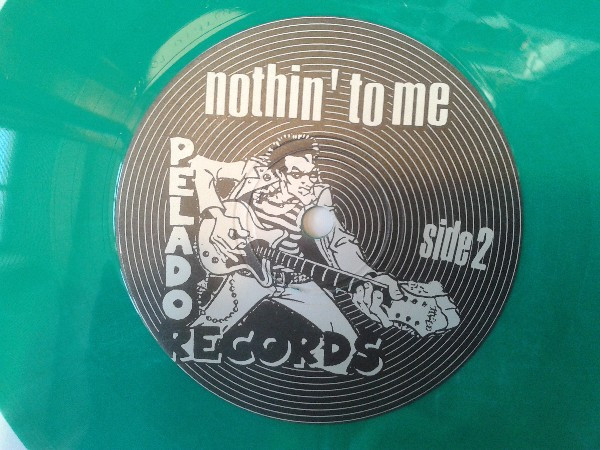 nothin' to me
PELADO
RECORDS
side 2